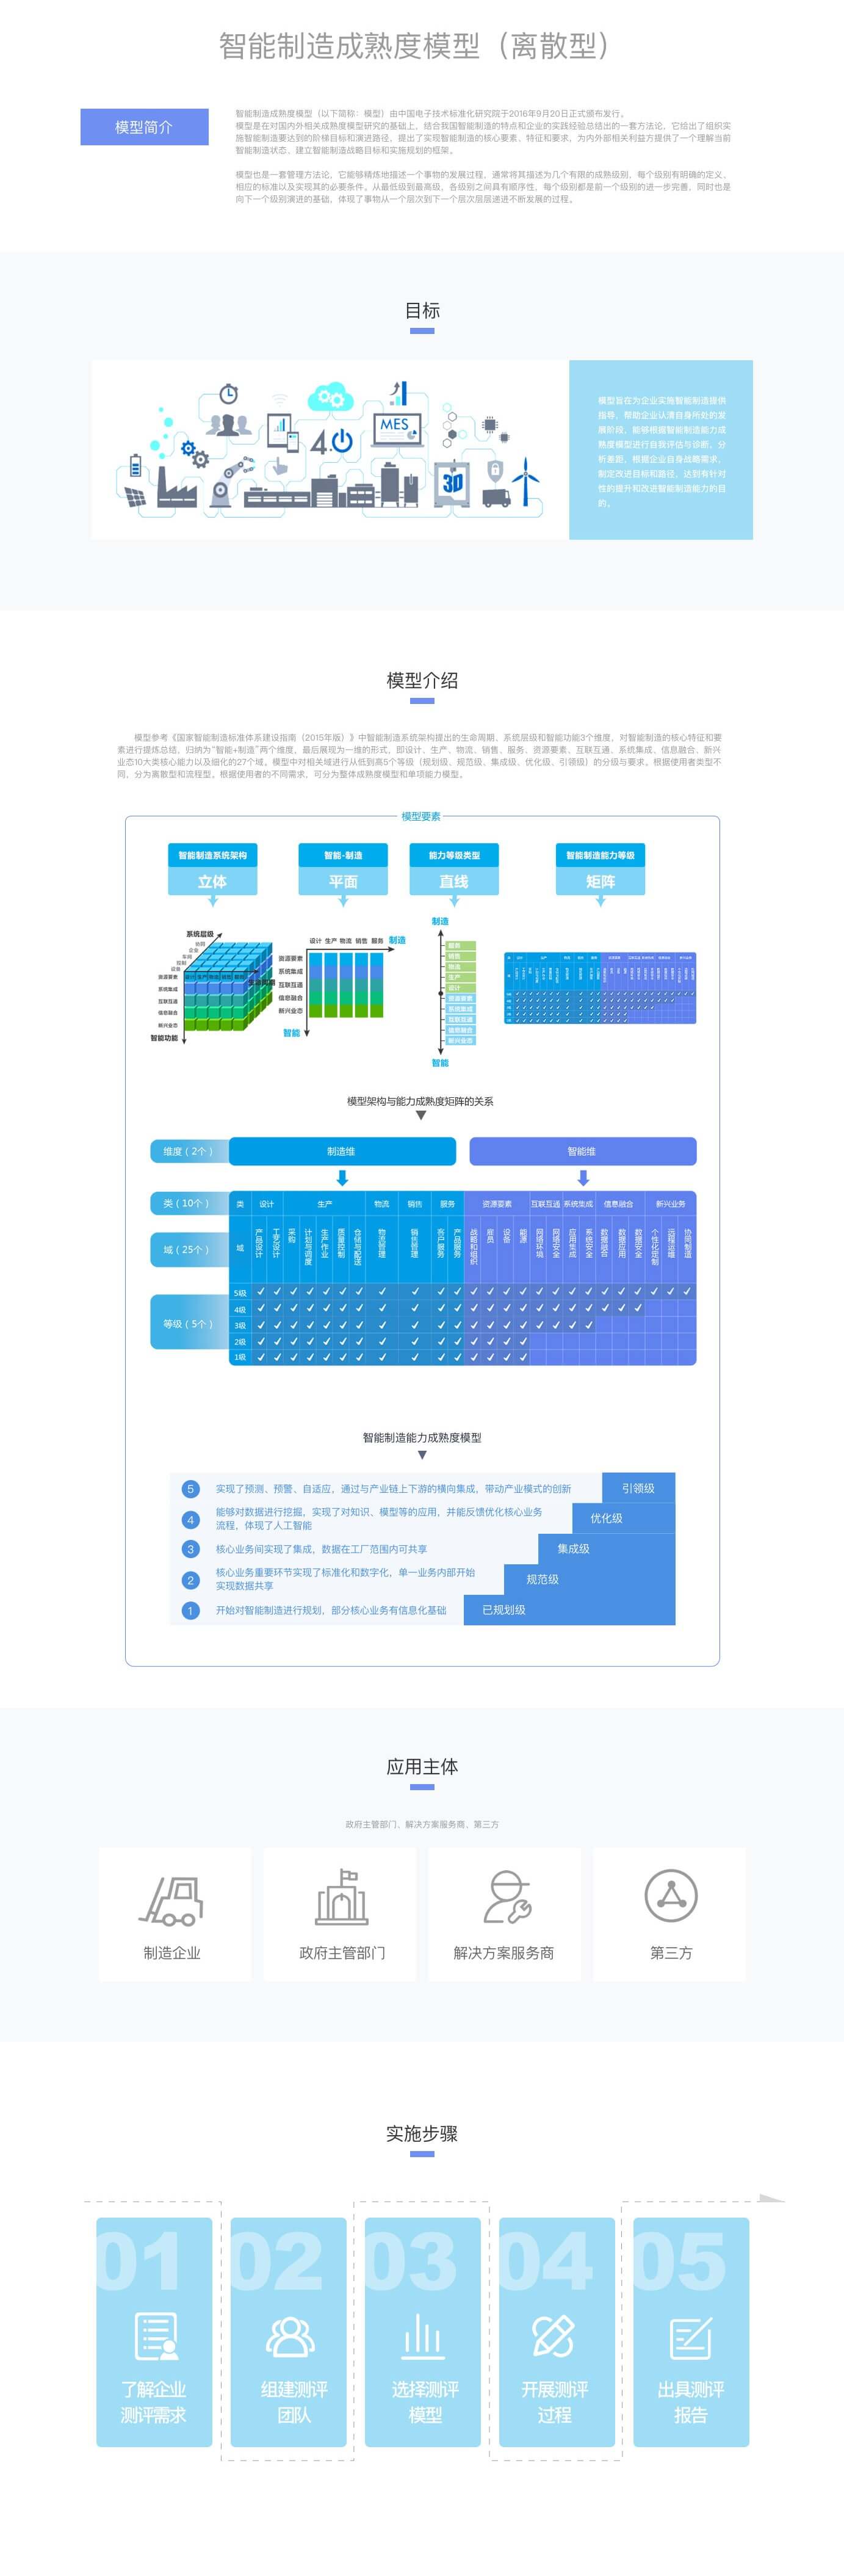 智能制造成熟度模型（离散型）
模型简介
智能制造成熟度模型（以下简称：模型）由中国电子技术标准化研究院于2016年9月20日正式颁布发行。
模型是在对国内外相关成熟度模型研究的基础上，结合我国智能制造的特点和企业的实践经验总结出的一套方法论，它给出了组织实
施智能制造要达到的阶梯目标和演进路径，提出了实现智能制造的核心要素、特征和要求，为内外部相关利益方提供了一个理解当前
智能制造状态，建立智能制造战略目标和实施规划的框架。
模型也是一套管理方法论，它能够精炼地描述一个事物的发展过程，通常将其描述为几个有限的成熟级别，每个级别有明确的定义、
相应的标准以及实现其的必要条件。从最低级到最高级，各级别之间具有顺序性，每个级别都是前一个级别的进一步完善，同时也是
向下一个级别演进的基础，体现了事物从一个层次到下一个层次层层递进不断发展的过程。
目标
MES
4.0
3D
模型旨在为企业实施智能制造提供
指导，帮助企业认清自身所处的发
展阶段，能够根据智能制造能力成
熟度模型进行自我评估与诊断，分
析差距，根据企业自身战略需求，
制定改进目标和路径，达到有针对
性的提升和改进智能制造能力的目
的。
模型介绍
模型参考《国家智能制造标准体系建设指南（2015年版）》中智能制造系统架构提出的生命周期、系统层级和智能功能3个维度，对智能制造的核心特征和要
素进行提炼总结，归纳为“智能+制造”两个维度，最后展现为一维的形式，即设计、生产、物流、销售、服务、资源要素、互联互通、系统集成、信息融合、新兴
业态10大类核心能力以及细化的27个域。模型中对相关域进行从低到高5个等级（规划级、规范级、集成级、优化级、引领级）的分级与要求。根据使用者类型不
同，分为离散型和流程型。根据使用者的不同需求，可分为整体成熟度模型和单项能力模型。
模型要素
智能制造系统架构 智能-制造 能力等级类型 智能制造能力等级
立体 平面 直线 矩阵
系统层级
协同
企业
车间
控制
设备
设计 生产 物流 销售 服务
资源要素
系统集成
互联互通
信息融合
新兴业态
智能功能
设计 生产 物流 销售 服务 制造
资源要素
系统集成
互联互通
信息融合
新兴业态
智能
制造
服务
销售
物流
生产
设计
资源要素
系统集成
互联互通
信息融合
新兴业态
智能
模型架构与能力成熟度矩阵的关系
维度（2个） 制造维 智能维
类（10个） 类 设计 生产 物流 销售 服务 资源要素 互联互通 系统集成 信息融合 新兴业务
域（25个） 域 产品设计 工艺设计 采购 计划与调度 生产作业 质量控制 仓储与配送 物流管理 销售管理 客户服务 产品服务 战略和组织 雇员 设备 能源 网络环境 网络安全 应用集成 系统安全 数据融合 数据应用 数据安全 个性化定制 远程运维 协同制造
等级（5个）
5级 ✓ ✓ ✓ ✓ ✓ ✓ ✓ ✓ ✓ ✓ ✓ ✓ ✓ ✓ ✓ ✓ ✓ ✓ ✓ ✓ ✓ ✓ ✓ ✓ ✓
4级 ✓ ✓ ✓ ✓ ✓ ✓ ✓ ✓ ✓ ✓ ✓ ✓ ✓ ✓ ✓ ✓ ✓ ✓ ✓ ✓ ✓ ✓
3级 ✓ ✓ ✓ ✓ ✓ ✓ ✓ ✓ ✓ ✓ ✓ ✓ ✓ ✓ ✓ ✓ ✓ ✓ ✓
2级 ✓ ✓ ✓ ✓ ✓ ✓ ✓ ✓ ✓ ✓ ✓ ✓ ✓ ✓ ✓
1级 ✓ ✓ ✓ ✓ ✓ ✓ ✓ ✓ ✓ ✓ ✓ ✓ ✓ ✓ ✓
智能制造能力成熟度模型
5 实现了预测、预警、自适应，通过与产业链上下游的横向集成，带动产业模式的创新 引领级
4 能够对数据进行挖掘，实现了对知识、模型等的应用，并能反馈优化核心业务
流程，体现了人工智能 优化级
3 核心业务间实现了集成，数据在工厂范围内可共享 集成级
2 核心业务重要环节实现了标准化和数字化，单一业务内部开始
实现数据共享 规范级
1 开始对智能制造进行规划，部分核心业务有信息化基础 已规划级
应用主体
政府主管部门、解决方案服务商、第三方
制造企业 政府主管部门 解决方案服务商 第三方
实施步骤
01 02 03 04 05
了解企业 组建测评 选择测评 开展测评 出具测评
测评需求 团队 模型 过程 报告